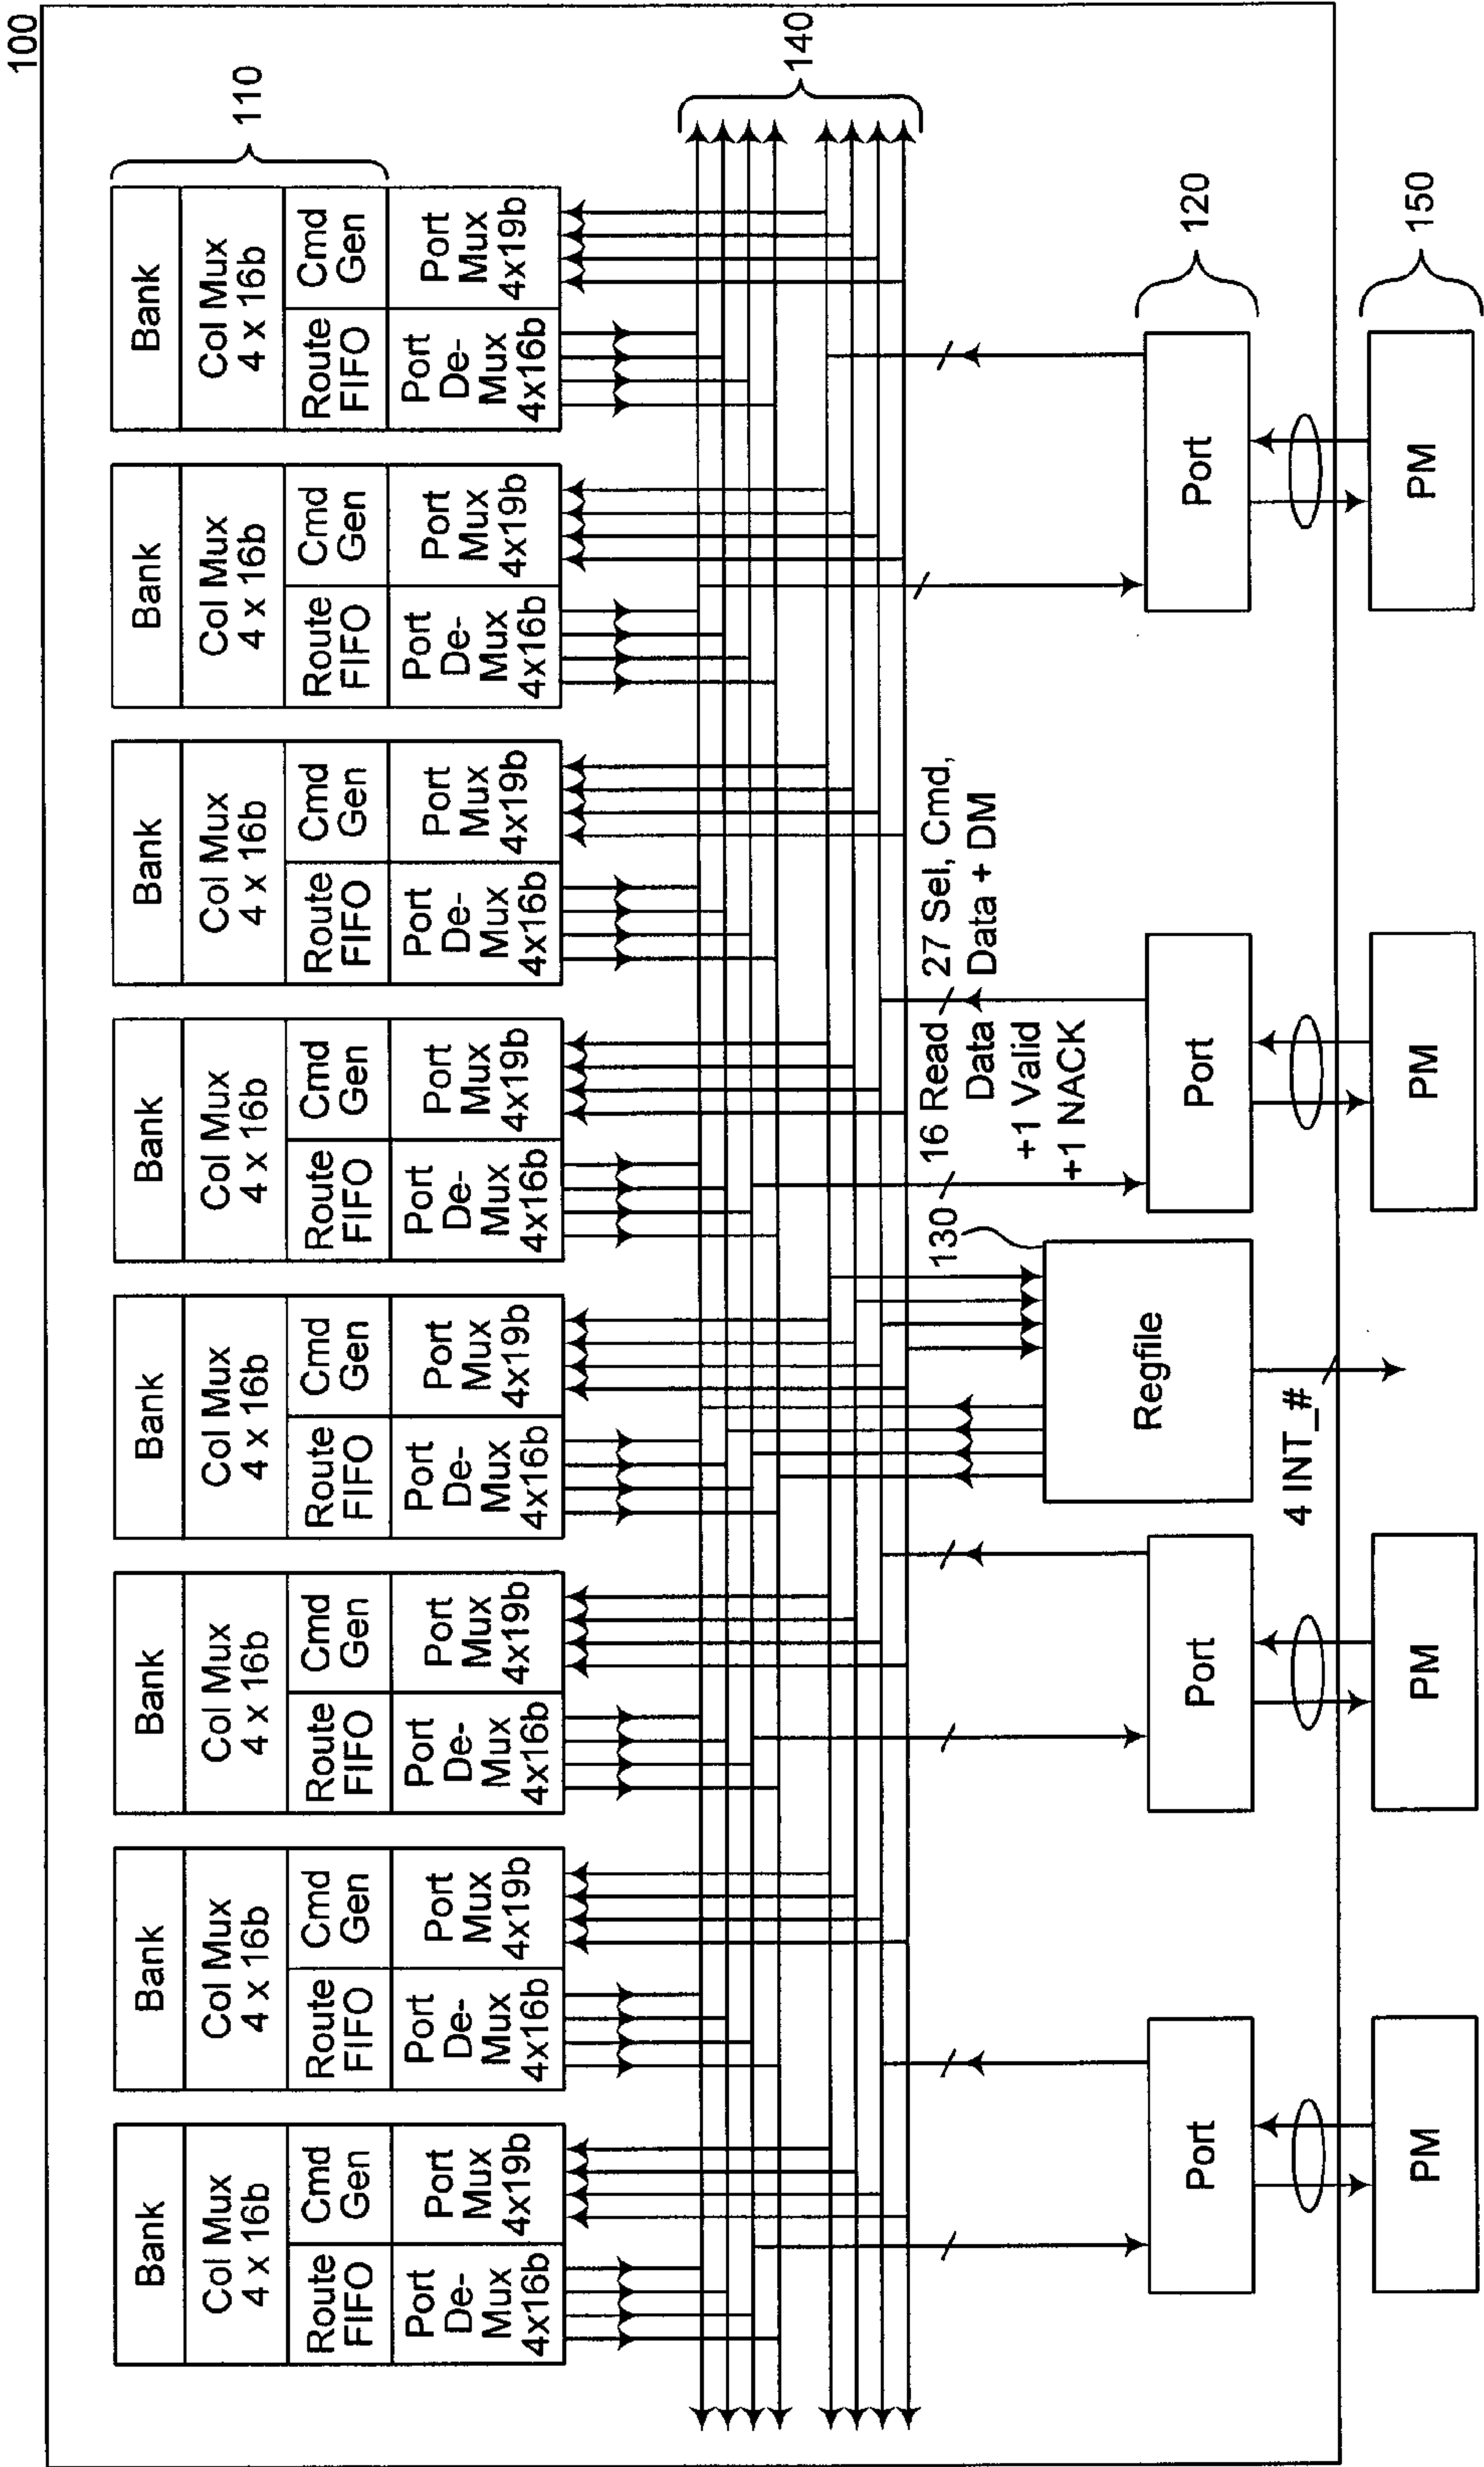 100
110
Bank
Col Mux
4 x 16b
Route
FIFO
Cmd
Gen
Port
De-
Mux
4x16b
Port
Mux
4x19b
Bank
Col Mux
4 x 16b
Route
FIFO
Cmd
Gen
Port
De-
Mux
4x16b
Port
Mux
4x19b
Bank
Col Mux
4 x 16b
Route
FIFO
Cmd
Gen
Port
De-
Mux
4x16b
Port
Mux
4x19b
Bank
Col Mux
4 x 16b
Route
FIFO
Cmd
Gen
Port
De-
Mux
4x16b
Port
Mux
4x19b
Bank
Col Mux
4 x 16b
Route
FIFO
Cmd
Gen
Port
De-
Mux
4x16b
Port
Mux
4x19b
Bank
Col Mux
4 x 16b
Route
FIFO
Cmd
Gen
Port
De-
Mux
4x16b
Port
Mux
4x19b
Bank
Col Mux
4 x 16b
Route
FIFO
Cmd
Gen
Port
De-
Mux
4x16b
Port
Mux
4x19b
Bank
Col Mux
4 x 16b
Route
FIFO
Cmd
Gen
Port
De-
Mux
4x16b
Port
Mux
4x19b
140
130
16 Read
Data
+1 Valid
+1 NACK
27 Sel, Cmd,
Data + DM
Port
Port
Regfile
Port
Port
120
4 INT_#
PM
PM
PM
PM
150